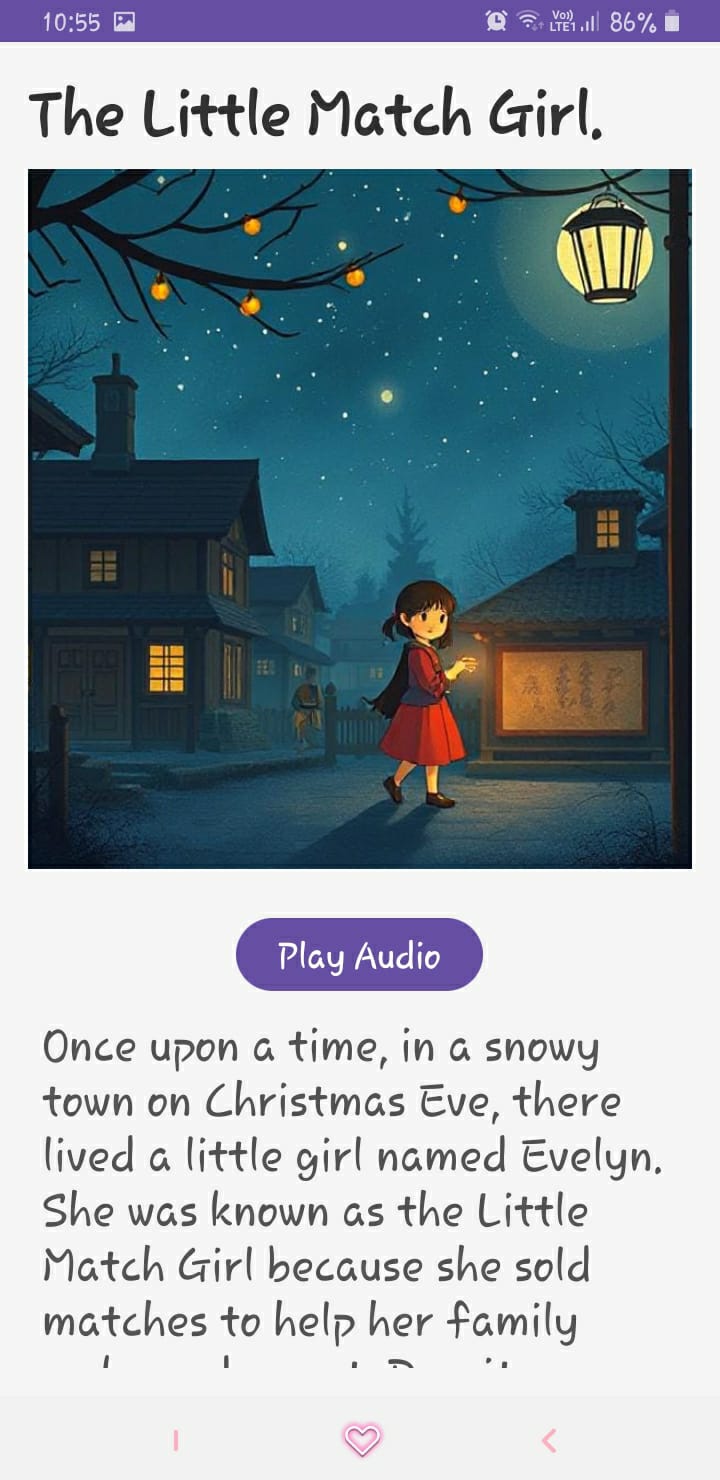 10:55 Vo)) LTE1 86%
The Little Match Girl.
Play Audio
Once upon a time, in a snowy
town on Christmas Eve, there
lived a little girl named Evelyn.
She was known as the Little
Match Girl because she sold
matches to help her family